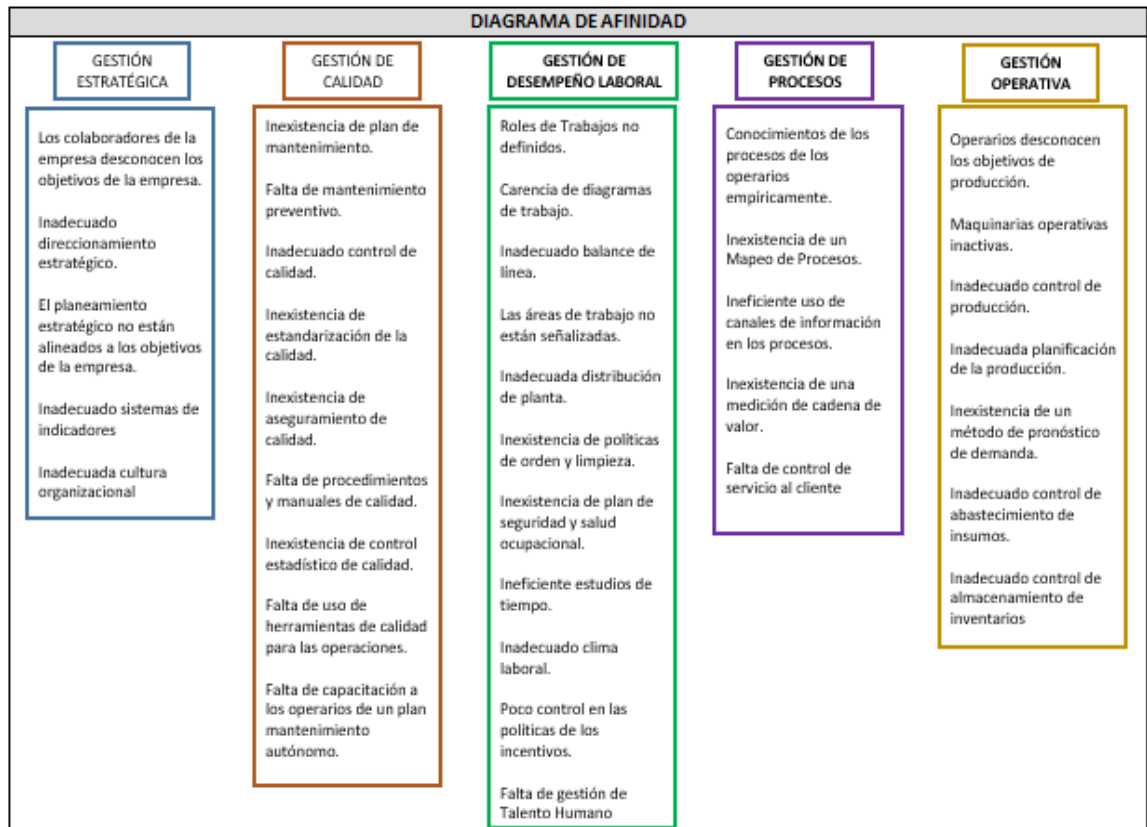 DIAGRAMA DE AFINIDAD
GESTIÓN
ESTRATÉGICA
Los colaboradores de la
empresa desconocen los
objetivos de la empresa.
Inadecuado
direccionamiento
estratégico.
El planeamiento
estratégico no están
alineados a los objetivos
de la empresa.
Inadecuado sistemas de
indicadores
Inadecuada cultura
organizacional
GESTIÓN DE
CALIDAD
Inexistencia de plan de
mantenimiento.
Falta de mantenimiento
preventivo.
Inadecuado control de
calidad.
Inexistencia de
estandarización de la
calidad.
Inexistencia de
aseguramiento de
calidad.
Falta de procedimientos
y manuales de calidad.
Inexistencia de control
estadístico de calidad.
Falta de uso de
herramientas de calidad
para las operaciones.
Falta de capacitación a
los operarios de un plan
mantenimiento
autónomo.
GESTIÓN DE
DESEMPEÑO LABORAL
Roles de Trabajos no
definidos.
Carencia de diagramas
de trabajo.
Inadecuado balance de
línea.
Las áreas de trabajo no
están señalizadas.
Inadecuada distribución
de planta.
Inexistencia de políticas
de orden y limpieza.
Inexistencia de plan de
seguridad y salud
ocupacional.
Ineficiente estudios de
tiempo.
Inadecuado clima
laboral.
Poco control en las
políticas de los
incentivos.
Falta de gestión de
Talento Humano
GESTIÓN DE
PROCESOS
Conocimientos de los
procesos de los
operarios
empíricamente.
Inexistencia de un
Mapeo de Procesos.
Ineficiente uso de
canales de información
en los procesos.
Inexistencia de una
medición de cadena de
valor.
Falta de control de
servicio al cliente
GESTIÓN
OPERATIVA
Operarios desconocen
los objetivos de
producción.
Maquinarias operativas
inactivas.
Inadecuado control de
producción.
Inadecuada planificación
de la producción.
Inexistencia de un
método de pronóstico
de demanda.
Inadecuado control de
abastecimiento de
insumos.
Inadecuado control de
almacenamiento de
inventarios